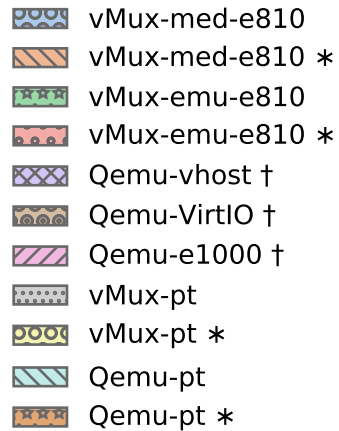 vMux-med-e810
vMux-med-e810 ∗
vMux-emu-e810
vMux-emu-e810 ∗
Qemu-vhost †
Qemu-VirtIO †
Qemu-e1000 †
vMux-pt
vMux-pt ∗
Qemu-pt
Qemu-pt ∗